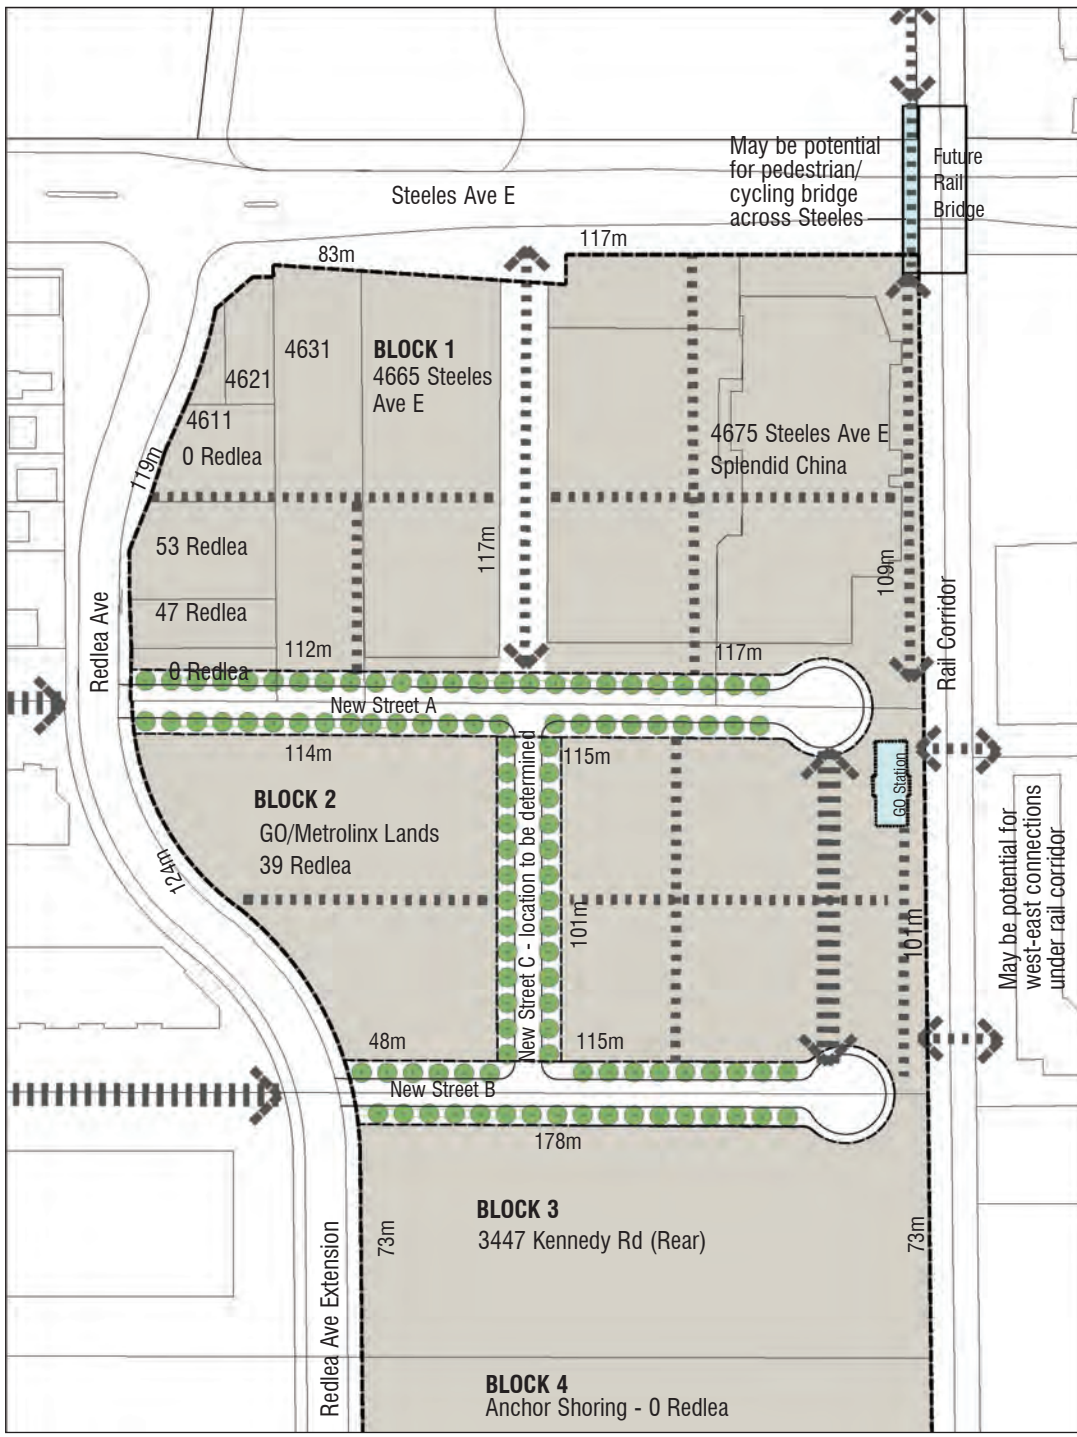 May be potential
for pedestrian/
cycling bridge
across Steeles
Future
Rail
Bridge
Steeles Ave E
83m
117m
4631
4621
4611
0 Redlea
BLOCK 1
4665 Steeles
Ave E
4675 Steeles Ave E
Splendid China
119m
53 Redlea
47 Redlea
0 Redlea
117m
109m
Redlea Ave
Rail Corridor
112m
117m
New Street A
114m
115m
GO Station
BLOCK 2
GO/Metrolinx Lands
39 Redlea
124m
New Street C - location to be determined
101m
101m
May be potential for
west-east connections
under rail corridor
48m
115m
New Street B
178m
BLOCK 3
3447 Kennedy Rd (Rear)
73m
73m
Redlea Ave Extension
BLOCK 4
Anchor Shoring - 0 Redlea